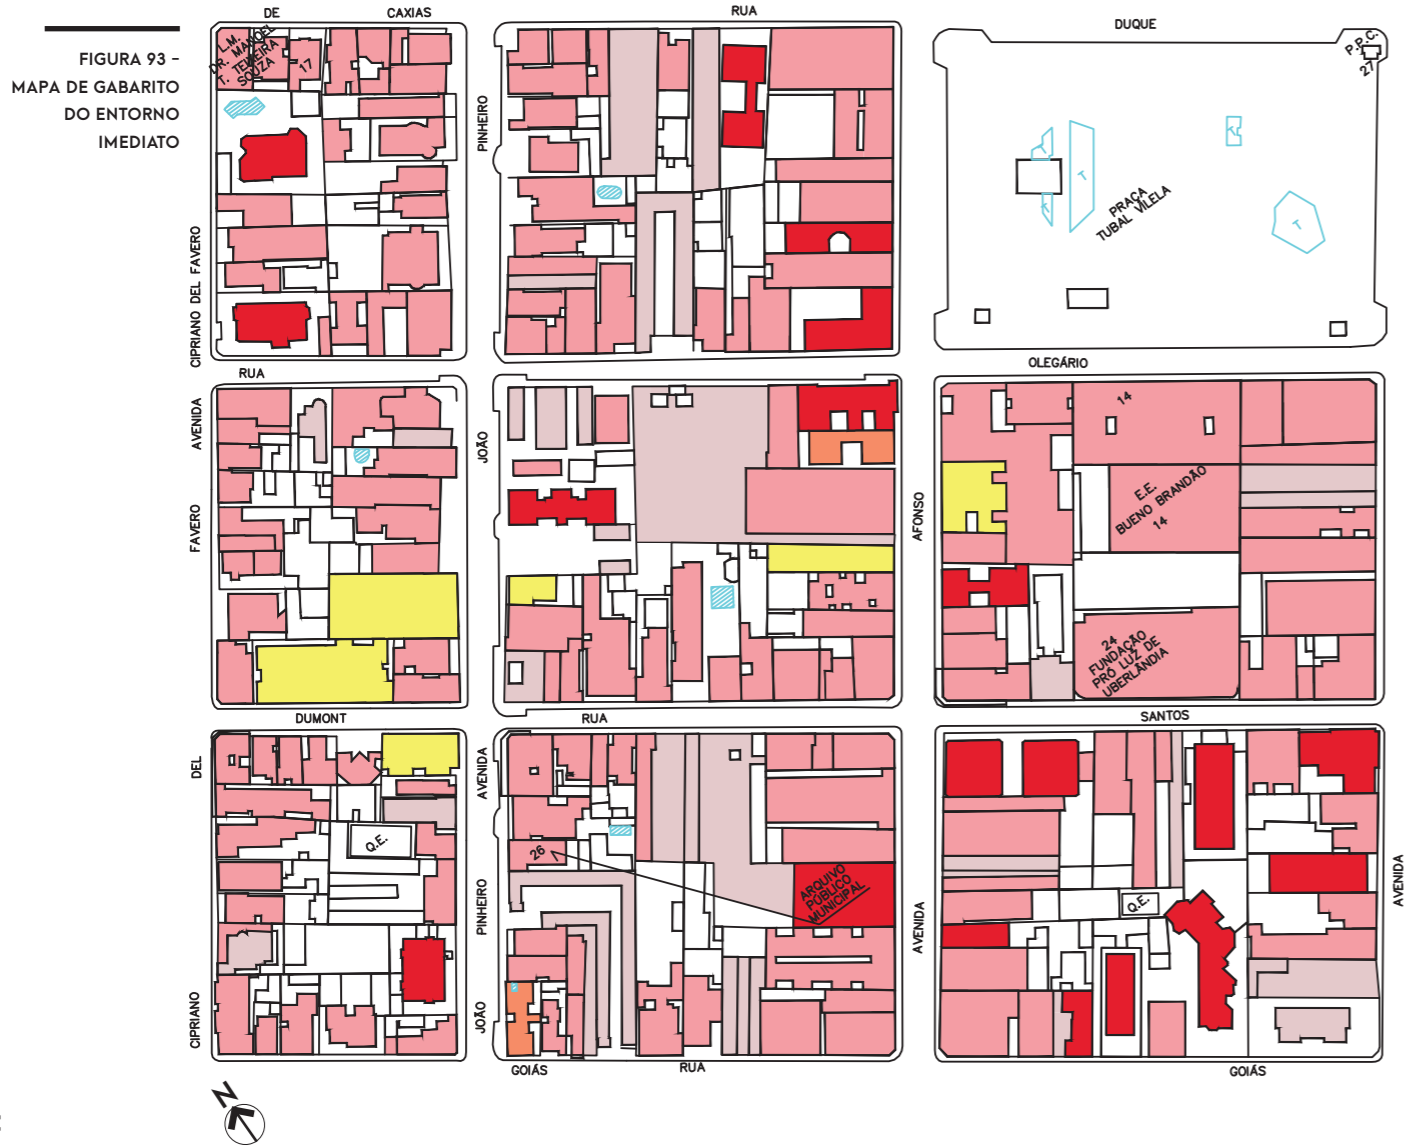 FIGURA 93 -
MAPA DE GABARITO
DO ENTORNO
IMEDIATO
DE
CAXIAS
RUA
DUQUE
L.M.
DR. MANOEL
T. TEIXEIRA
SOUZA
17
P.P.C.
27
PINHEIRO
PRAÇA
TUBAL VILELA
T
T
T
T
T
CIPRIANO DEL FAVERO
RUA
OLEGÁRIO
AVENIDA
JOÃO
14
FAVERO
AFONSO
E.E.
BUENO BRANDÃO
14
24
FUNDAÇÃO
PRÓ LUZ DE
UBERLÂNDIA
DUMONT
RUA
SANTOS
DEL
AVENIDA
Q.E.
26
ARQUIVO
PÚBLICO
MUNICIPAL
Q.E.
PINHEIRO
AVENIDA
AVENIDA
CIPRIANO
JOÃO
GOIÁS
RUA
GOIÁS
N